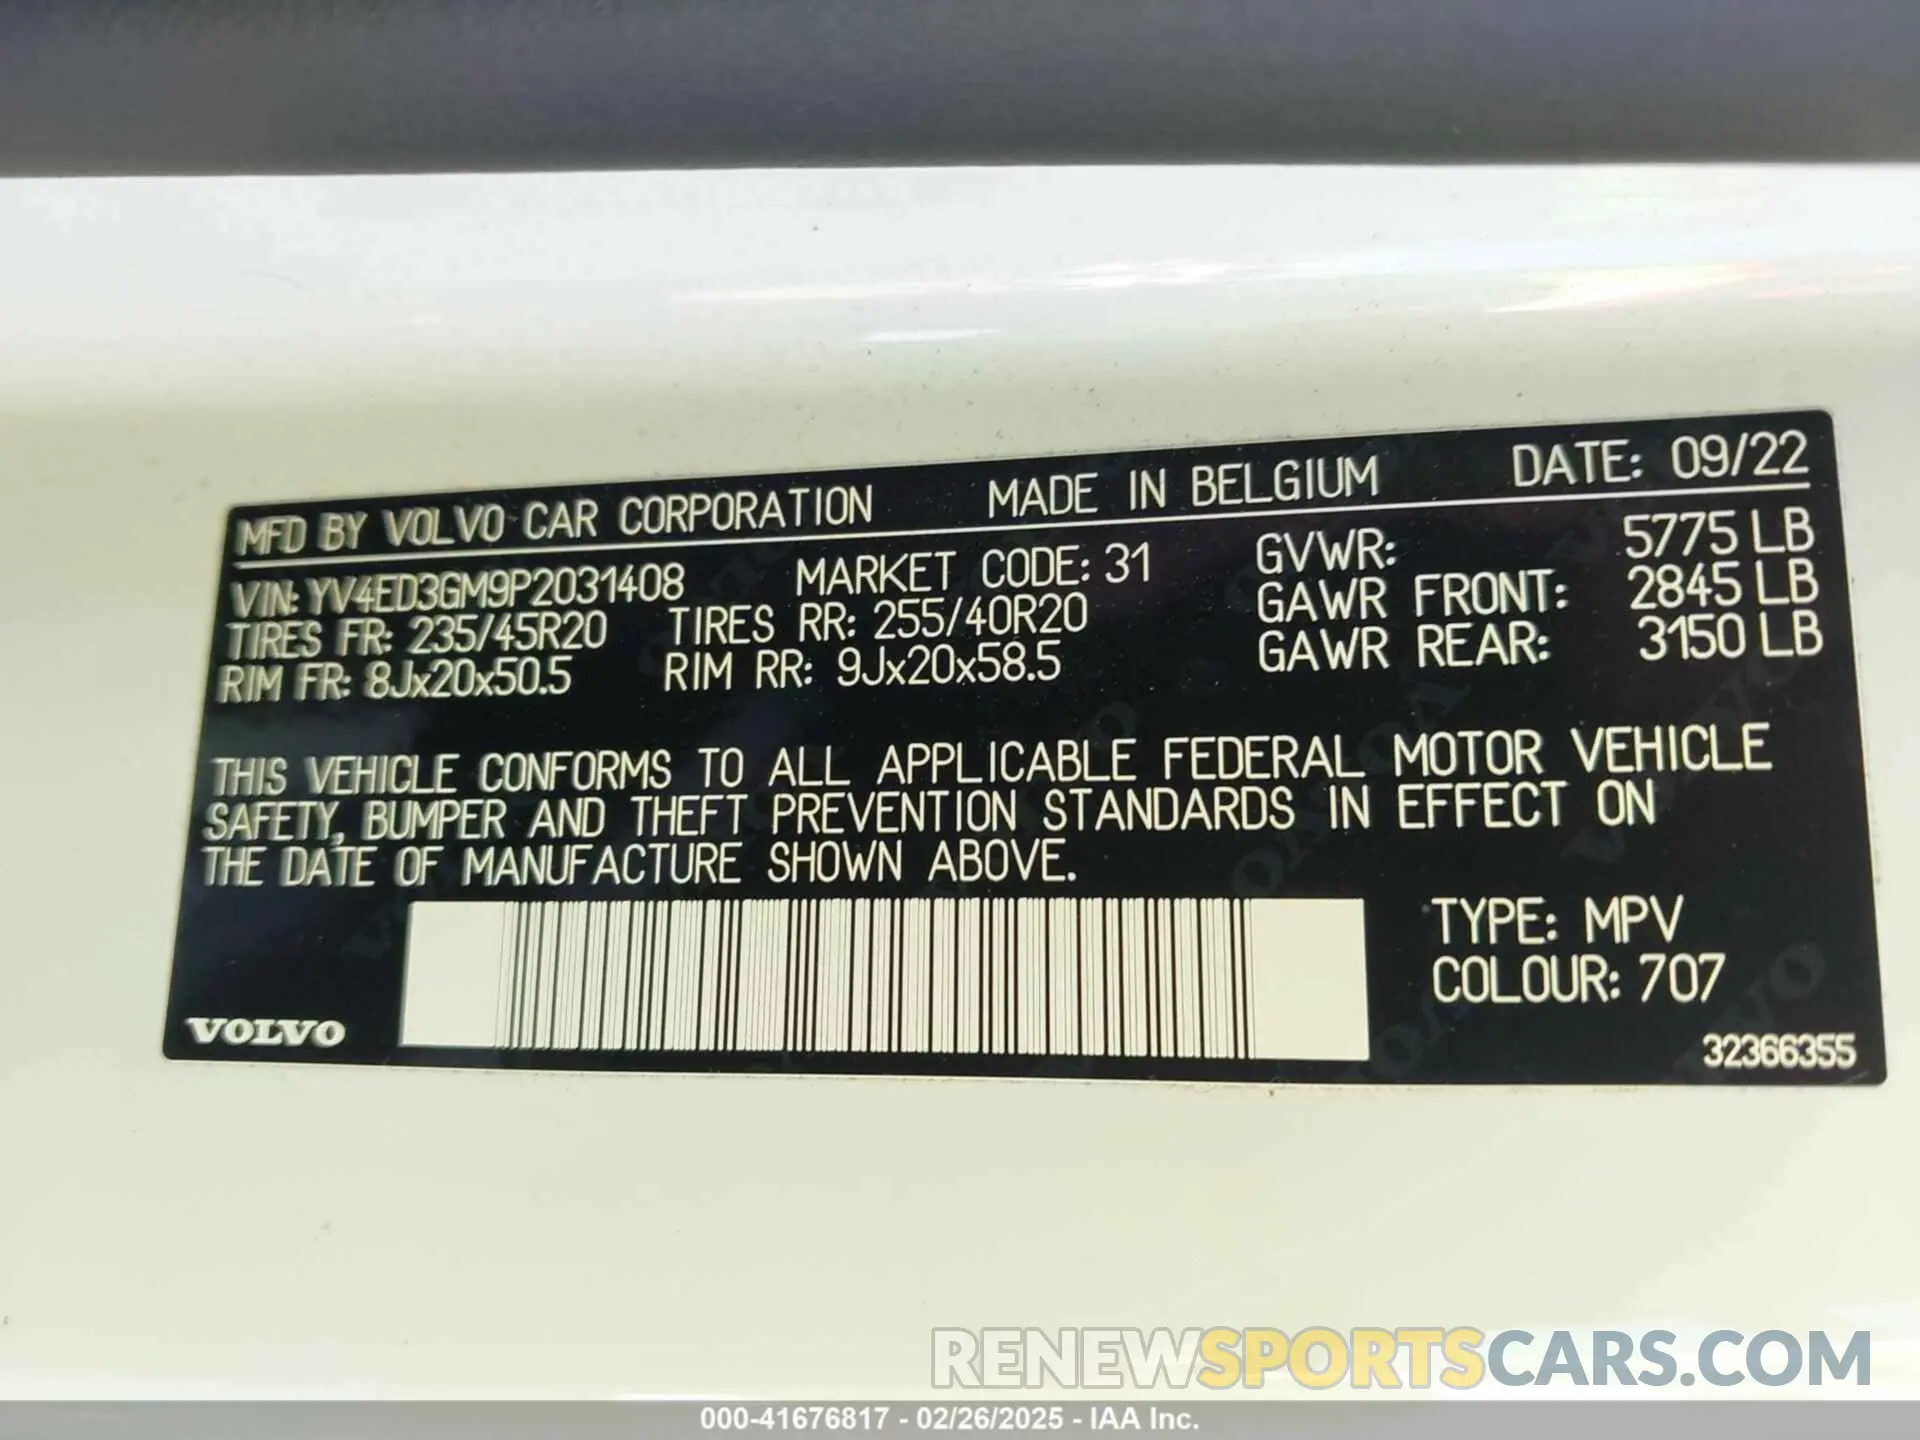 MFD BY VOLVO CAR CORPORATION MADE IN BELGIUM DATE: 09/22
VIN: YV4ED3GM9P2031408 MARKET CODE: 31 GVWR: 5775 LB
TIRES FR: 235/45R20 TIRES RR: 255/40R20 GAWR FRONT: 2845 LB
RIM FR: 8Jx20x50.5 RIM RR: 9Jx20x58.5 GAWR REAR: 3150 LB
THIS VEHICLE CONFORMS TO ALL APPLICABLE FEDERAL MOTOR VEHICLE
SAFETY, BUMPER AND THEFT PREVENTION STANDARDS IN EFFECT ON
THE DATE OF MANUFACTURE SHOWN ABOVE.
TYPE: MPV
COLOUR: 707
VOLVO
32366355
RENEWSPORTSCARS.COM
000-41676817 - 02/26/2025 - IAA Inc.